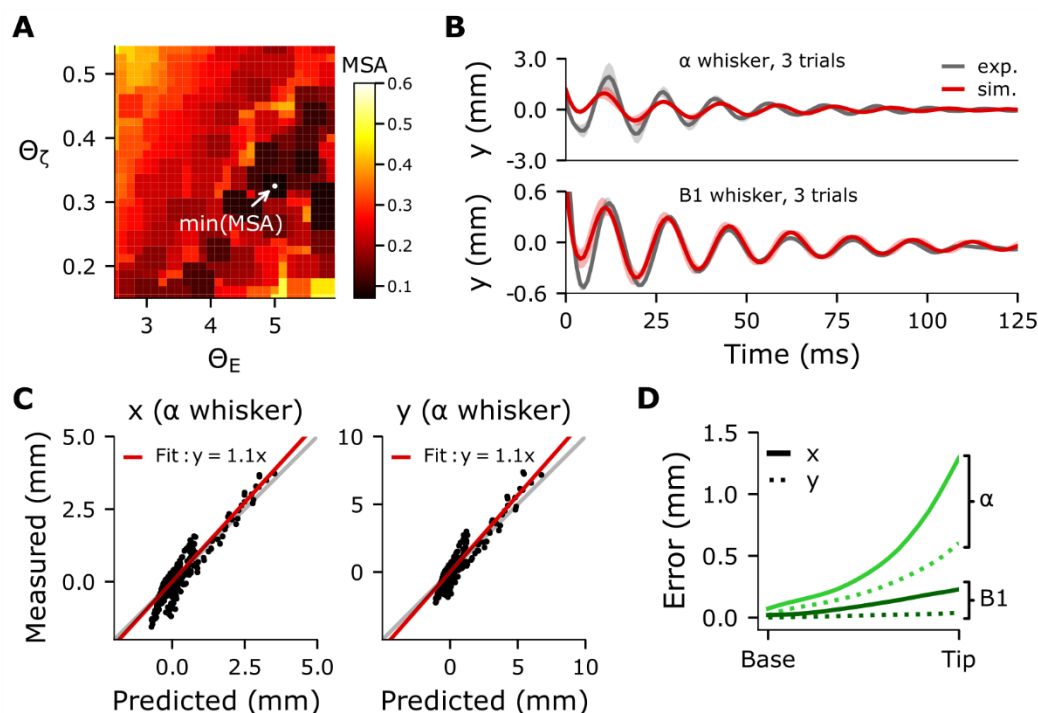 A
MSA
0.5
0.4
Θζ
0.3
0.2
min(MSA)
3
4
5
ΘE
0.6
0.5
0.4
0.3
0.2
0.1
B
α whisker, 3 trials
exp.
sim.
y (mm)
3.0
0.0
-3.0
B1 whisker, 3 trials
y (mm)
0.6
0.0
-0.6
0
25
50
75
100
125
Time (ms)
C
x (α whisker)
Fit : y = 1.1x
Measured (mm)
5.0
2.5
0.0
0.0
2.5
5.0
Predicted (mm)
y (α whisker)
Fit : y = 1.1x
10
5
0
0
5
10
Predicted (mm)
D
x
y
Error (mm)
1.5
1.0
0.5
0.0
α
B1
Base
Tip